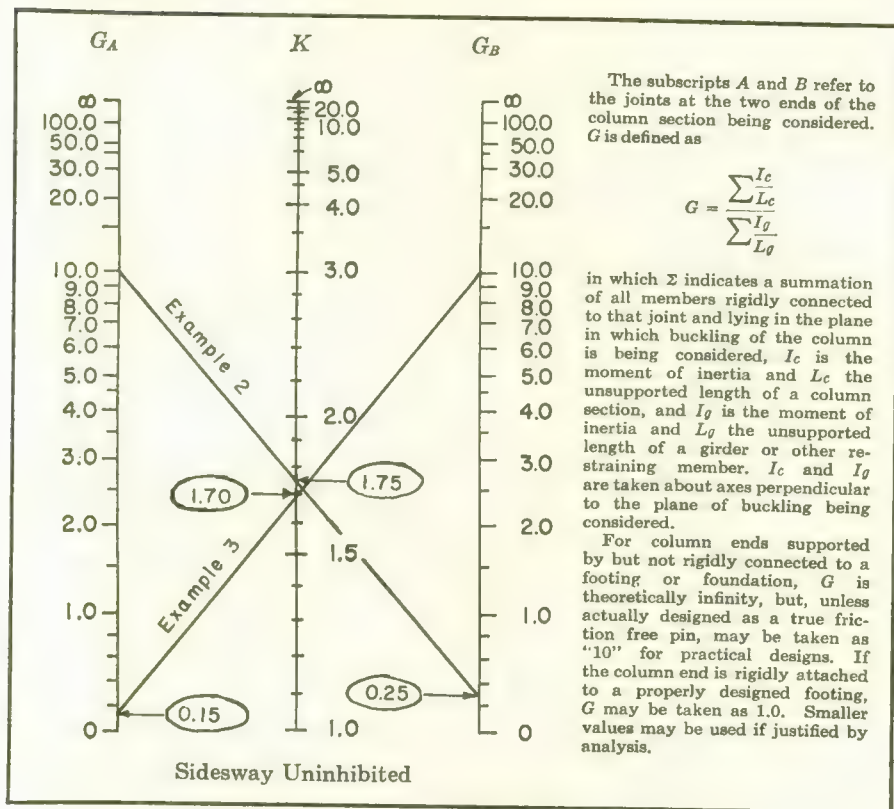 G_A
K
G_B
∞
100.0
50.0
30.0
20.0
10.0
9.0
8.0
7.0
6.0
5.0
4.0
3.0
2.0
1.0
0
∞
20.0
10.0
5.0
4.0
3.0
2.0
1.5
1.0
∞
100.0
50.0
30.0
20.0
10.0
9.0
8.0
7.0
6.0
5.0
4.0
3.0
2.0
1.0
0
Example 2
Example 3
1.70
1.75
0.15
0.25
Sidesway Uninhibited
The subscripts A and B refer to
the joints at the two ends of the
column section being considered.
G is defined as
G = ∑ I_c/L_c / ∑ I_g/L_g
in which Σ indicates a summation
of all members rigidly connected
to that joint and lying in the plane
in which buckling of the column
is being considered, I_c is the
moment of inertia and L_c the
unsupported length of a column
section, and I_g is the moment of
inertia and L_g the unsupported
length of a girder or other re-
straining member. I_c and I_g
are taken about axes perpendicular
to the plane of buckling being
considered.
For column ends supported
by but not rigidly connected to a
footing or foundation, G is
theoretically infinity, but, unless
actually designed as a true fric-
tion free pin, may be taken as
"10" for practical designs. If
the column end is rigidly attached
to a properly designed footing,
G may be taken as 1.0. Smaller
values may be used if justified by
analysis.